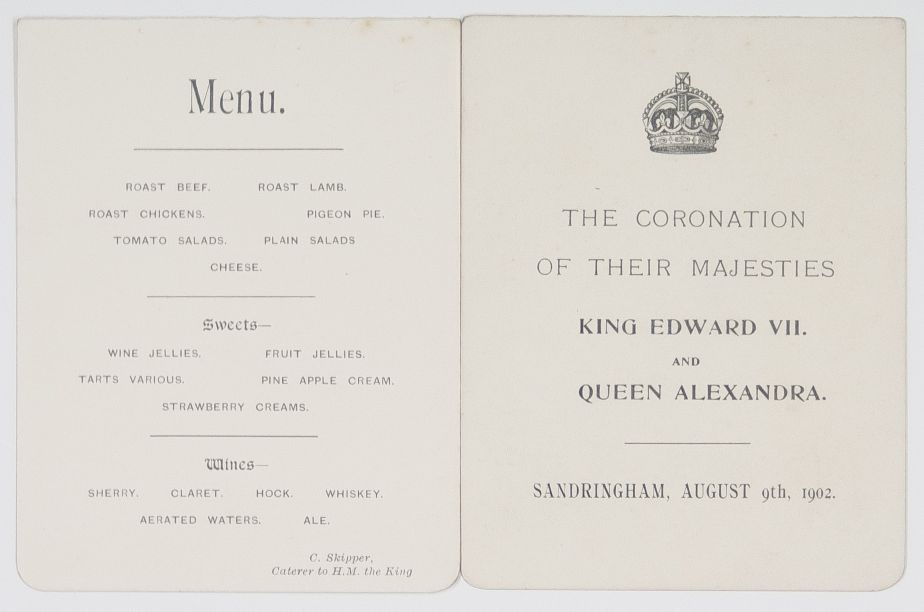 Menu.
ROAST BEEF. ROAST LAMB.
ROAST CHICKENS. PIGEON PIE.
TOMATO SALADS. PLAIN SALADS
CHEESE.
Sweets—
WINE JELLIES. FRUIT JELLIES.
TARTS VARIOUS. PINE APPLE CREAM.
STRAWBERRY CREAMS.
Wines—
SHERRY. CLARET. HOCK. WHISKEY.
AERATED WATERS. ALE.
C. Skipper,
Caterer to H.M. the King
THE CORONATION
OF THEIR MAJESTIES
KING EDWARD VII.
AND
QUEEN ALEXANDRA.
SANDRINGHAM, AUGUST 9th, 1902.